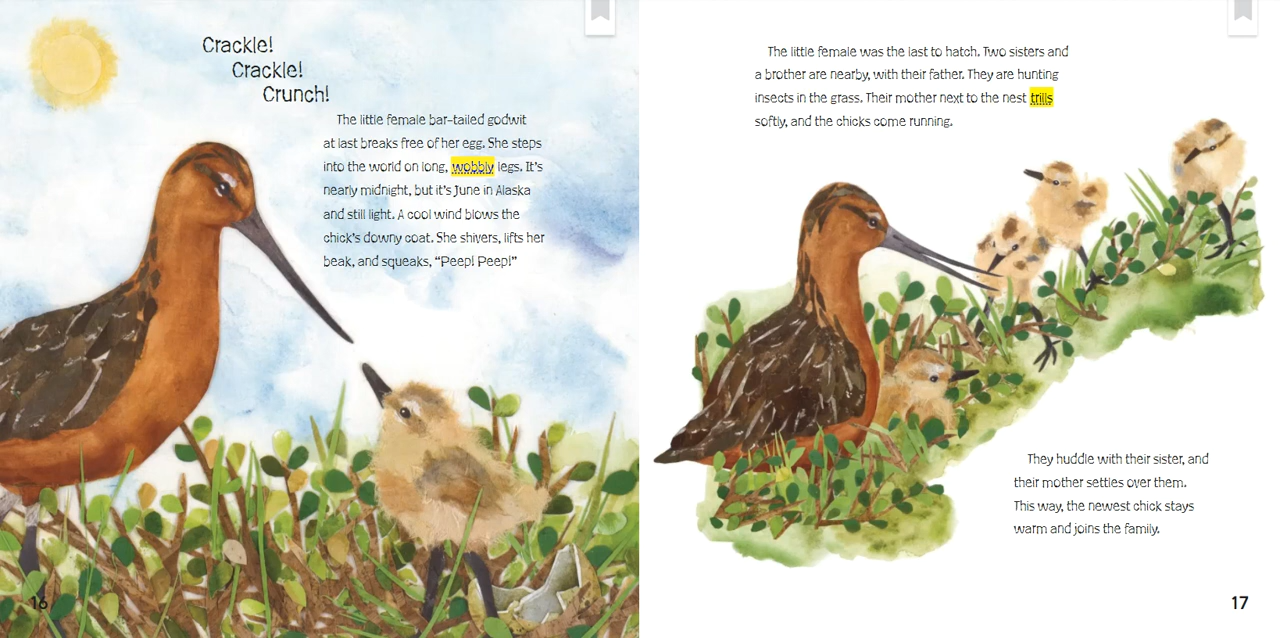 Crackle!
Crackle!
Crunch!
The little female bar-tailed godwit
at last breaks free of her egg. She steps
into the world on long, wobbly legs. It's
nearly midnight, but it's June in Alaska
and still light. A cool wind blows the
chick's downy coat. She shivers, lifts her
beak, and squeaks, “Peep! Peep!”
16
The little female was the last to hatch. Two sisters and
a brother are nearby, with their father. They are hunting
insects in the grass. Their mother next to the nest trills
softly, and the chicks come running.
They huddle with their sister, and
their mother settles over them.
This way, the newest chick stays
warm and joins the family.
17